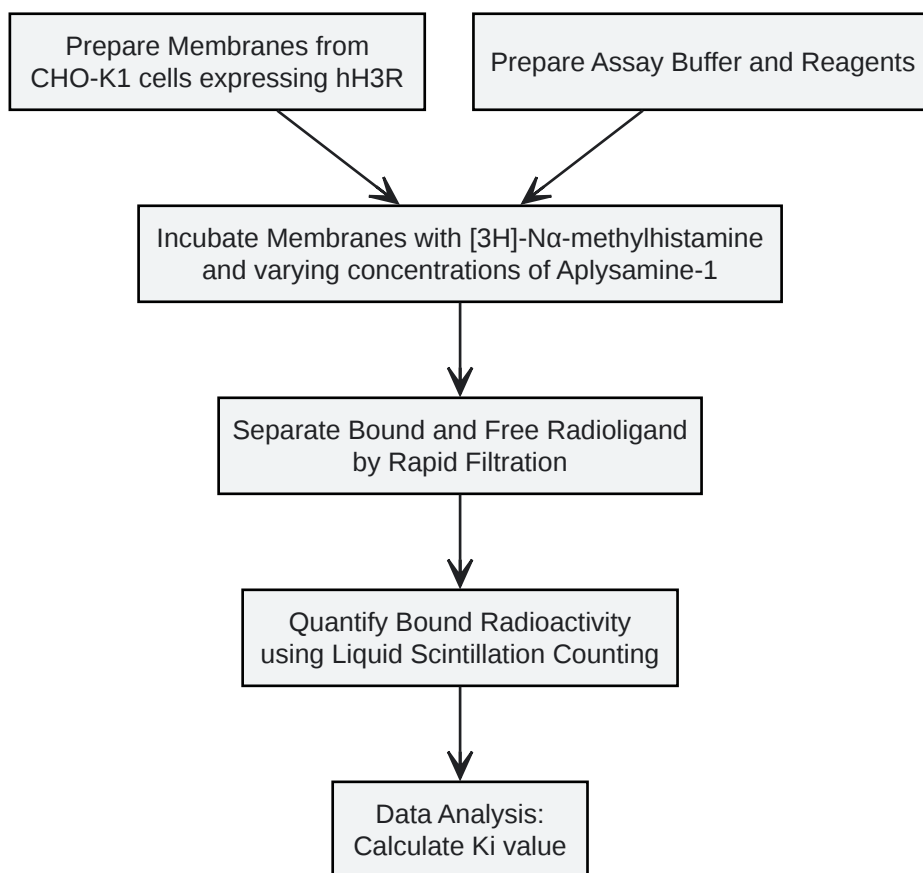 Prepare Membranes from
CHO-K1 cells expressing hH3R
Prepare Assay Buffer and Reagents
Incubate Membranes with [3H]-Nα-methylhistamine
and varying concentrations of Aplysamine-1
Separate Bound and Free Radioligand
by Rapid Filtration
Quantify Bound Radioactivity
using Liquid Scintillation Counting
Data Analysis:
Calculate Ki value